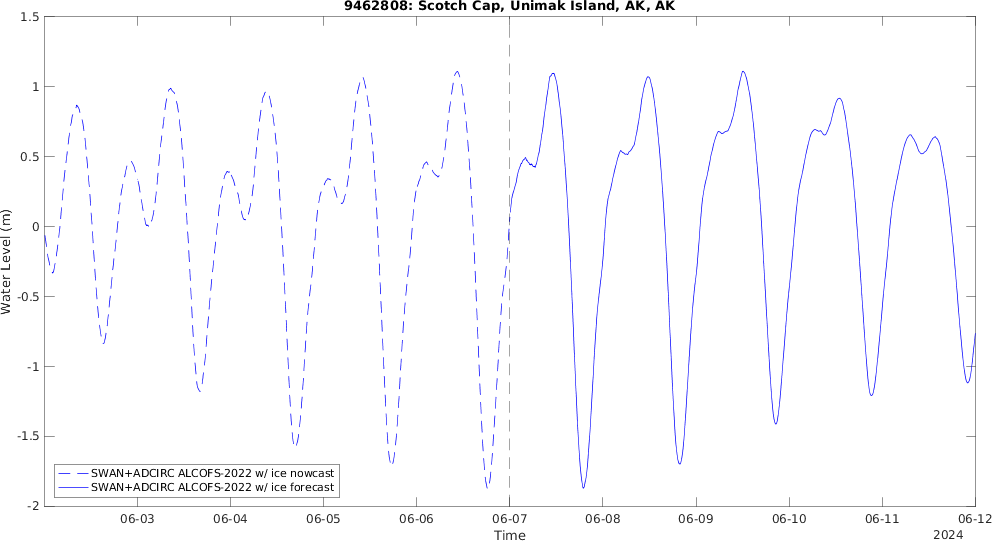 9462808: Scotch Cap, Unimak Island, AK, AK
Water Level (m)
1.5
1
0.5
0
-0.5
-1
-1.5
-2
SWAN+ADCIRC ALCOFS-2022 w/ ice nowcast
SWAN+ADCIRC ALCOFS-2022 w/ ice forecast
06-03 06-04 06-05 06-06 06-07 06-08 06-09 06-10 06-11 06-12
Time
2024